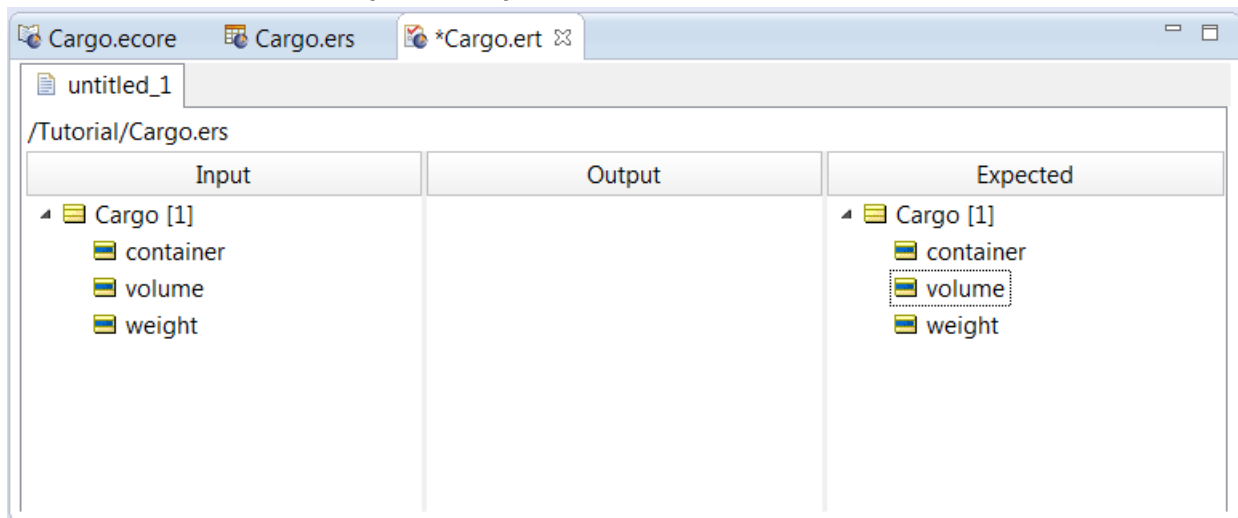 Cargo.ecore Cargo.ers *Cargo.ert
untitled_1
/Tutorial/Cargo.ers
Input Output Expected
Cargo [1] Cargo [1]
container container
volume volume
weight weight